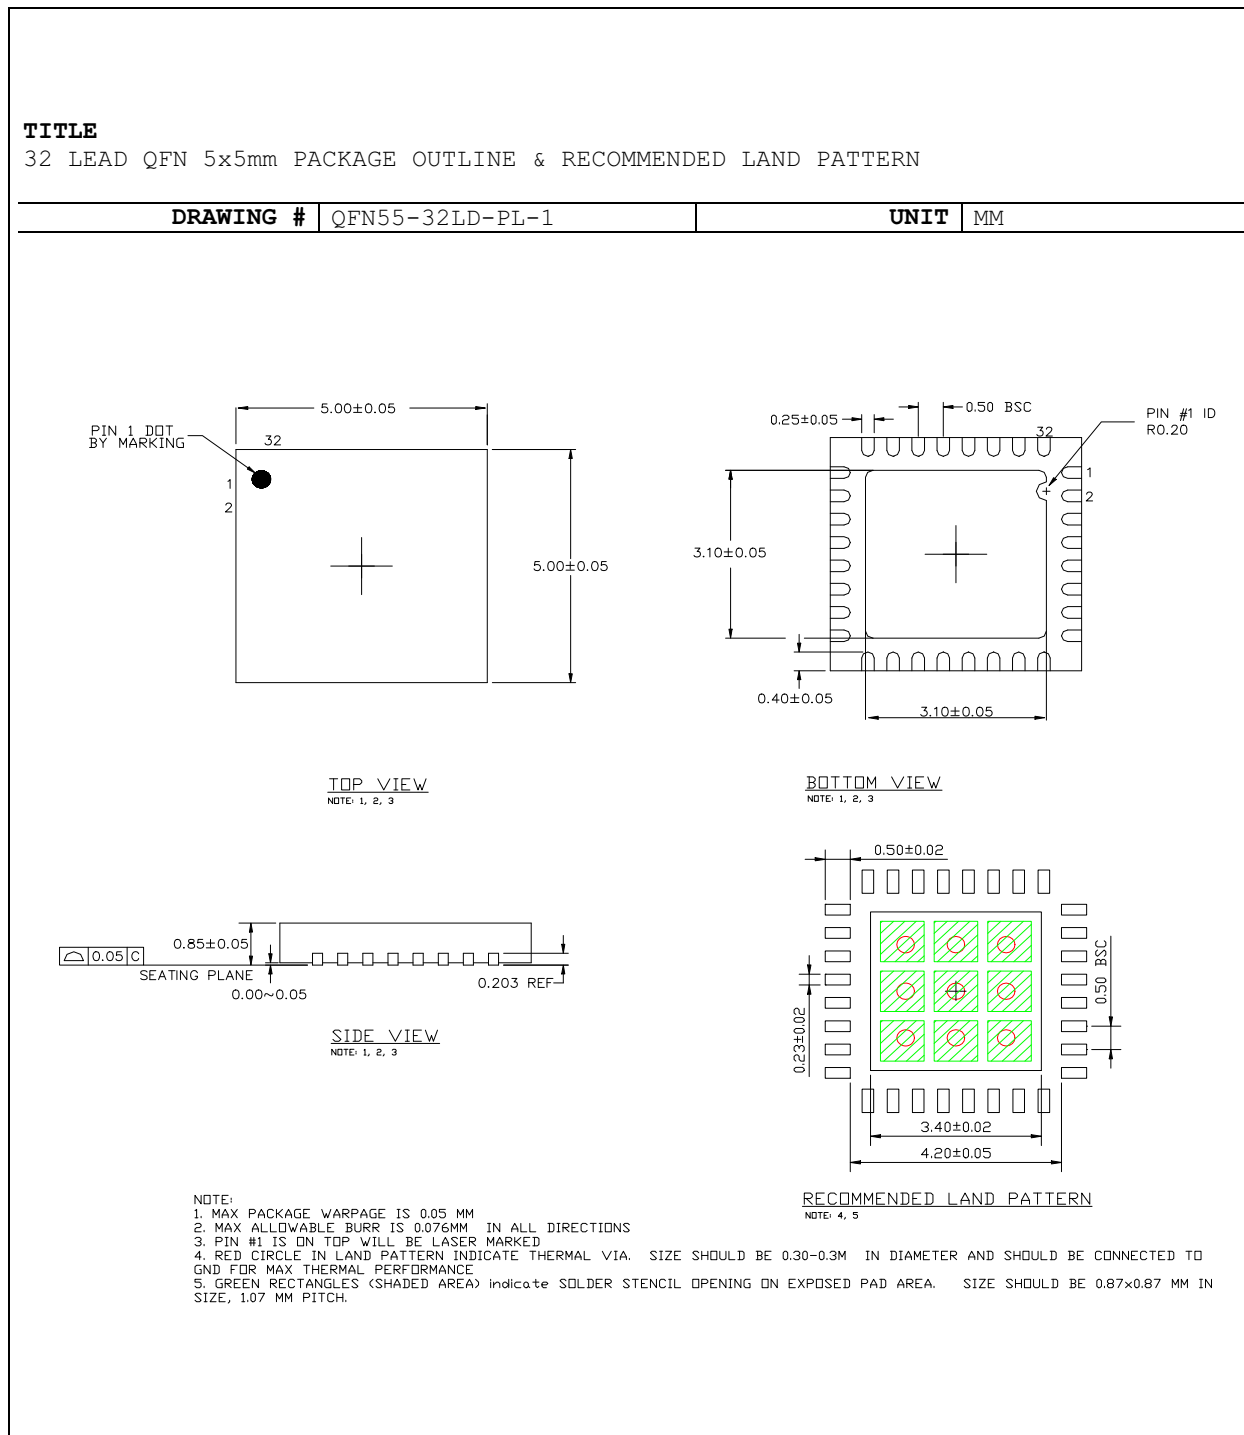 TITLE
32 LEAD QFN 5x5mm PACKAGE OUTLINE & RECOMMENDED LAND PATTERN
DRAWING # QFN55-32LD-PL-1 UNIT MM
5.00±0.05
PIN 1 DOT
BY MARKING
32
1
2
5.00±0.05
TOP VIEW
NOTE: 1, 2, 3
0.25±0.05
0.50 BSC
PIN #1 ID
R0.20
32
1
2
3.10±0.05
0.40±0.05
3.10±0.05
BOTTOM VIEW
NOTE: 1, 2, 3
0.85±0.05
0.05 C
SEATING PLANE
0.00~0.05
0.203 REF
SIDE VIEW
NOTE: 1, 2, 3
0.50±0.02
0.50 BSC
0.23±0.02
3.40±0.02
4.20±0.05
RECOMMENDED LAND PATTERN
NOTE: 4, 5
NOTE:
1. MAX PACKAGE WARPAGE IS 0.05 MM
2. MAX ALLOWABLE BURR IS 0.076MM IN ALL DIRECTIONS
3. PIN #1 IS ON TOP WILL BE LASER MARKED
4. RED CIRCLE IN LAND PATTERN INDICATE THERMAL VIA. SIZE SHOULD BE 0.30-0.3M IN DIAMETER AND SHOULD BE CONNECTED TO
GND FOR MAX THERMAL PERFORMANCE
5. GREEN RECTANGLES (SHADED AREA) indicate SOLDER STENCIL OPENING ON EXPOSED PAD AREA. SIZE SHOULD BE 0.87x0.87 MM IN
SIZE, 1.07 MM PITCH.